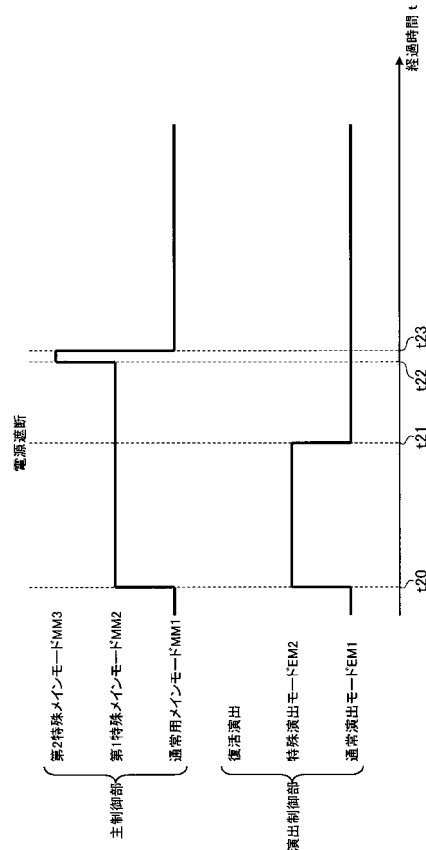 電源遮断
第2特殊メインモードMM3
第1特殊メインモードMM2
通常用メインモードMM1
主制御部
復活演出
特殊演出モードEM2
通常演出モードEM1
演出制御部
t20
t21
t22
t23
経過時間 t